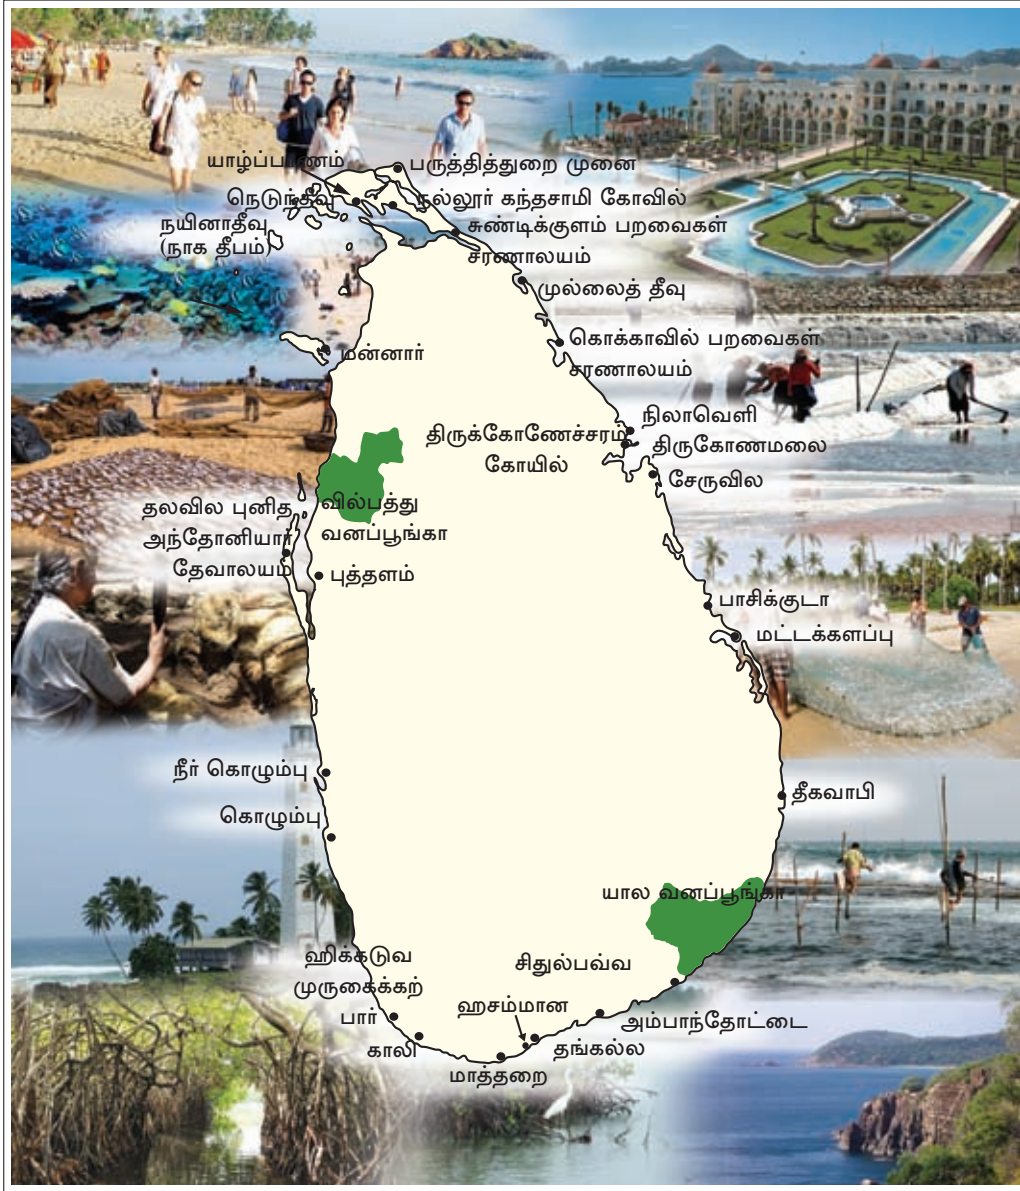 யாழ்ப்பாணம்
பருத்தித்துறை முனை
நெடுந்தீவு
நல்லூர் கந்தசாமி கோவில்
நயினாதீவு
(நாக தீபம்)
சுண்டிக்குளம் பறவைகள்
சரணாலயம்
முல்லைத் தீவு
மன்னார்
கொக்காவில் பறவைகள்
சரணாலயம்
நிலாவெளி
திருக்கோணேச்சரம்
கோயில்
திருகோணமலை
சேருவில
தலவில புனித
அந்தோனியார்
தேவாலயம்
வில்பத்து
வனப்பூங்கா
புத்தளம்
பாசிக்குடா
மட்டக்களப்பு
நீர் கொழும்பு
தீகவாபி
கொழும்பு
யால வனப்பூங்கா
ஹிக்கடுவ
முருகைக்கற்
பார்
சிதுல்பவ்வ
ஹசம்மான
அம்பாந்தோட்டை
காலி
தங்கல்ல
மாத்தறை